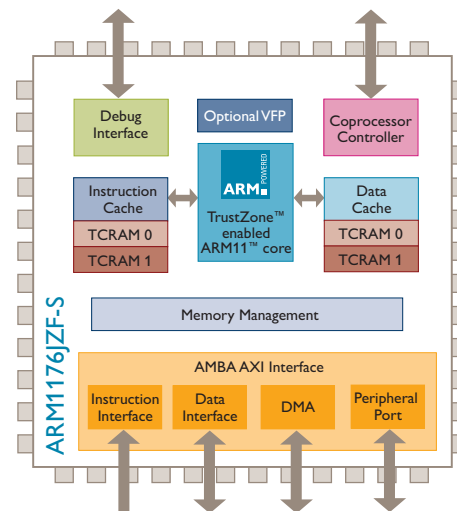 Debug
Interface
Optional VFP
Coprocessor
Controller
Instruction
Cache
TCRAM 0
TCRAM 1
ARM POWERED
TrustZone™
enabled
ARM11™ core
Data
Cache
TCRAM 0
TCRAM 1
Memory Management
ARM1176JZF-S
AMBA AXI Interface
Instruction
Interface
Data
Interface
DMA
Peripheral
Port